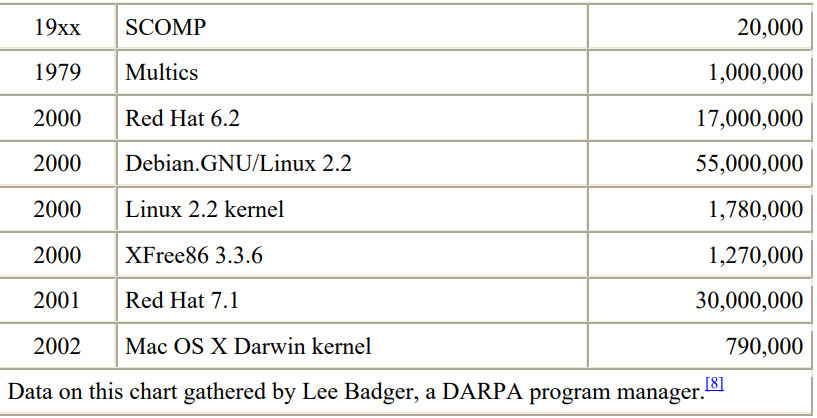 19xx SCOMP 20,000
1979 Multics 1,000,000
2000 Red Hat 6.2 17,000,000
2000 Debian.GNU/Linux 2.2 55,000,000
2000 Linux 2.2 kernel 1,780,000
2000 XFree86 3.3.6 1,270,000
2001 Red Hat 7.1 30,000,000
2002 Mac OS X Darwin kernel 790,000
Data on this chart gathered by Lee Badger, a DARPA program manager.[8]